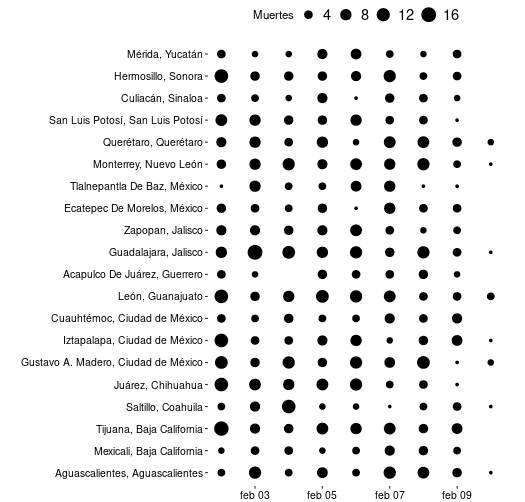 Muertes 4 8 12 16
Mérida, Yucatán
Hermosillo, Sonora
Culiacán, Sinaloa
San Luis Potosí, San Luis Potosí
Querétaro, Querétaro
Monterrey, Nuevo León
Tlalnepantla De Baz, México
Ecatepec De Morelos, México
Zapopan, Jalisco
Guadalajara, Jalisco
Acapulco De Juárez, Guerrero
León, Guanajuato
Cuauhtémoc, Ciudad de México
Iztapalapa, Ciudad de México
Gustavo A. Madero, Ciudad de México
Juárez, Chihuahua
Saltillo, Coahuila
Tijuana, Baja California
Mexicali, Baja California
Aguascalientes, Aguascalientes
feb 03 feb 05 feb 07 feb 09